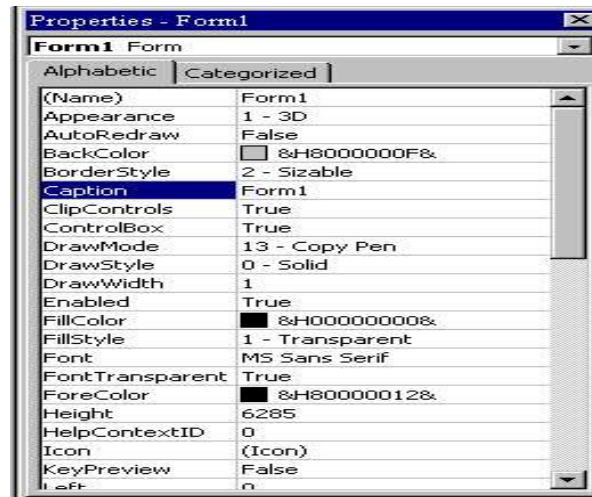 Properties - Form1
Form1 Form
Alphabetic Categorized
(Name) Form1
Appearance 1 - 3D
AutoRedraw False
BackColor &H8000000F&
BorderStyle 2 - Sizable
Caption Form1
ClipControls True
ControlBox True
DrawMode 13 - Copy Pen
DrawStyle 0 - Solid
DrawWidth 1
Enabled True
FillColor &H00000000&
FillStyle 1 - Transparent
Font MS Sans Serif
FontTransparent True
ForeColor &H80000012&
Height 6285
HelpContextID 0
Icon (Icon)
KeyPreview False
Left 0